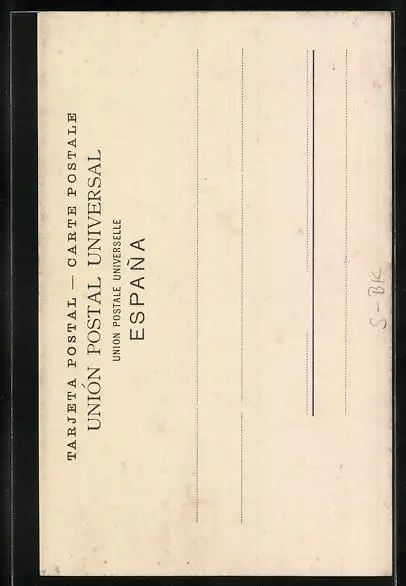 TARJETA POSTAL — CARTE POSTALE
UNIÓN POSTAL UNIVERSAL
UNION POSTALE UNIVERSELLE
ESPAÑA
S-BK